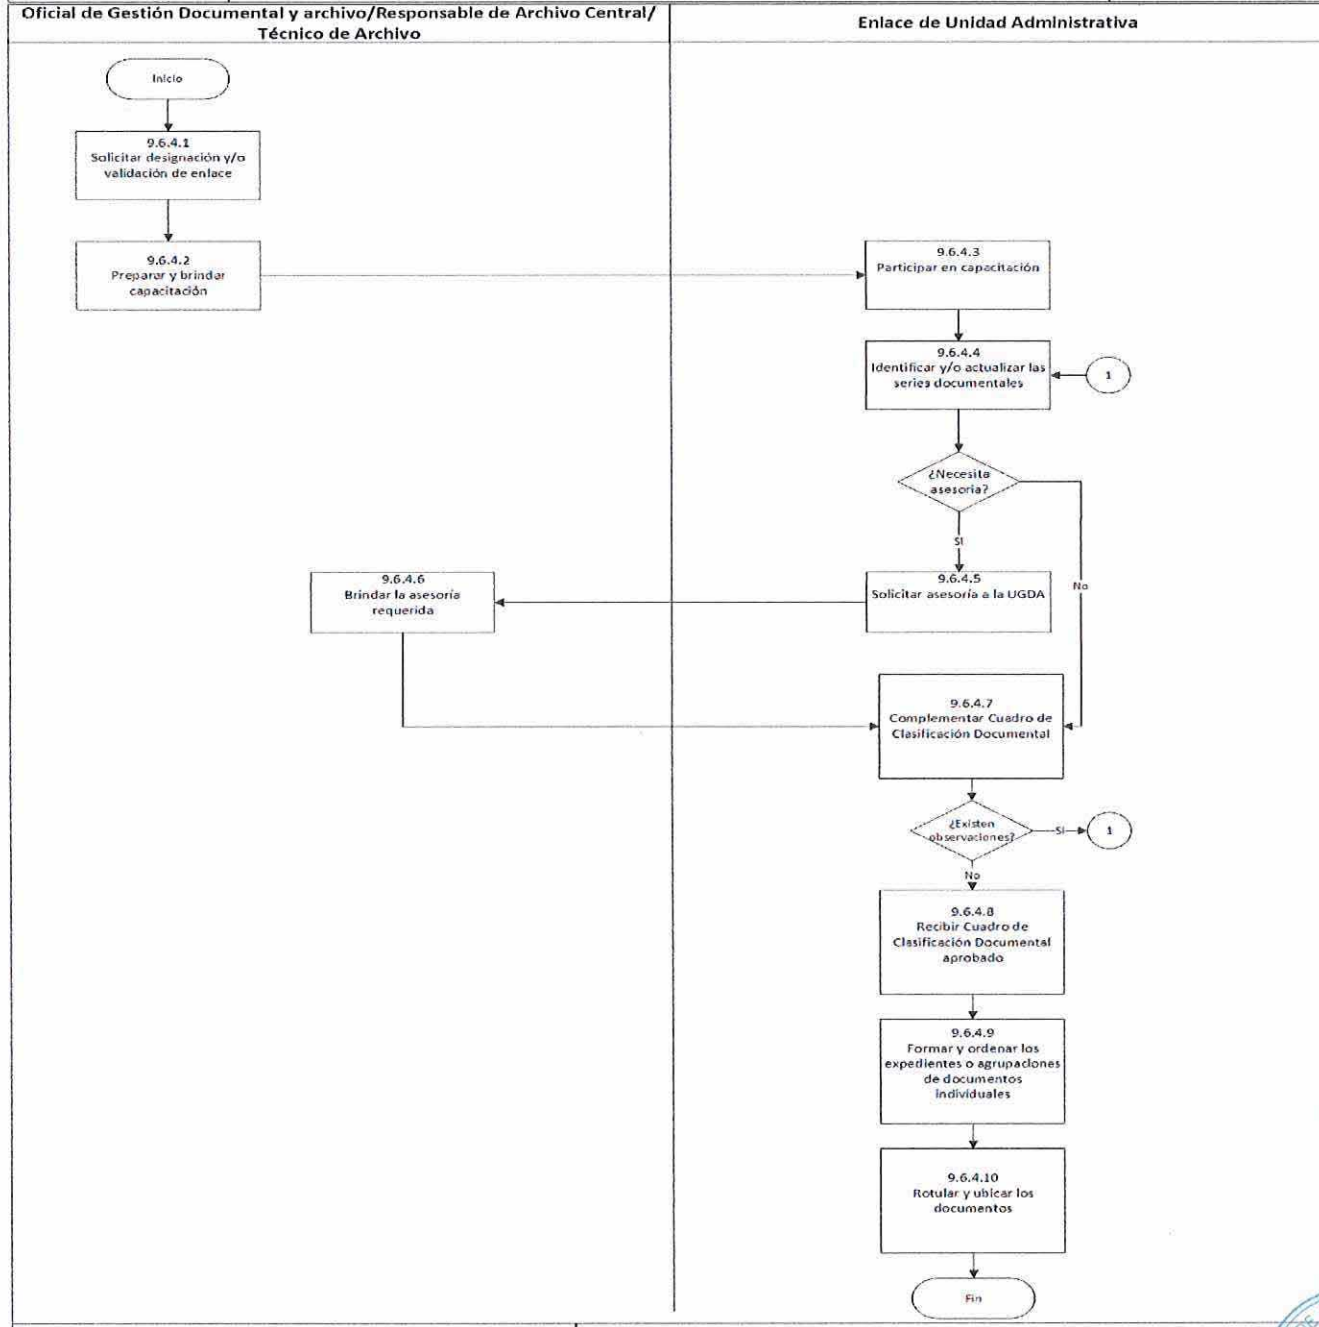 Oficial de Gestión Documental y archivo/Responsable de Archivo Central/
Técnico de Archivo
Enlace de Unidad Administrativa
Inicio
9.6.4.1
Solicitar designación y/o
validación de enlace
9.6.4.2
Preparar y brindar
capacitación
9.6.4.3
Participar en capacitación
9.6.4.4
Identificar y/o actualizar las
series documentales
1
¿Necesita
asesoría?
SI
No
9.6.4.5
Solicitar asesoría a la UGDA
9.6.4.6
Brindar la asesoría
requerida
9.6.4.7
Complementar Cuadro de
Clasificación Documental
¿Existen
observaciones?
SI
1
No
9.6.4.8
Recibir Cuadro de
Clasificación Documental
aprobado
9.6.4.9
Formar y ordenar los
expedientes o agrupaciones
de documentos
individuales
9.6.4.10
Rotular y ubicar los
documentos
Fin